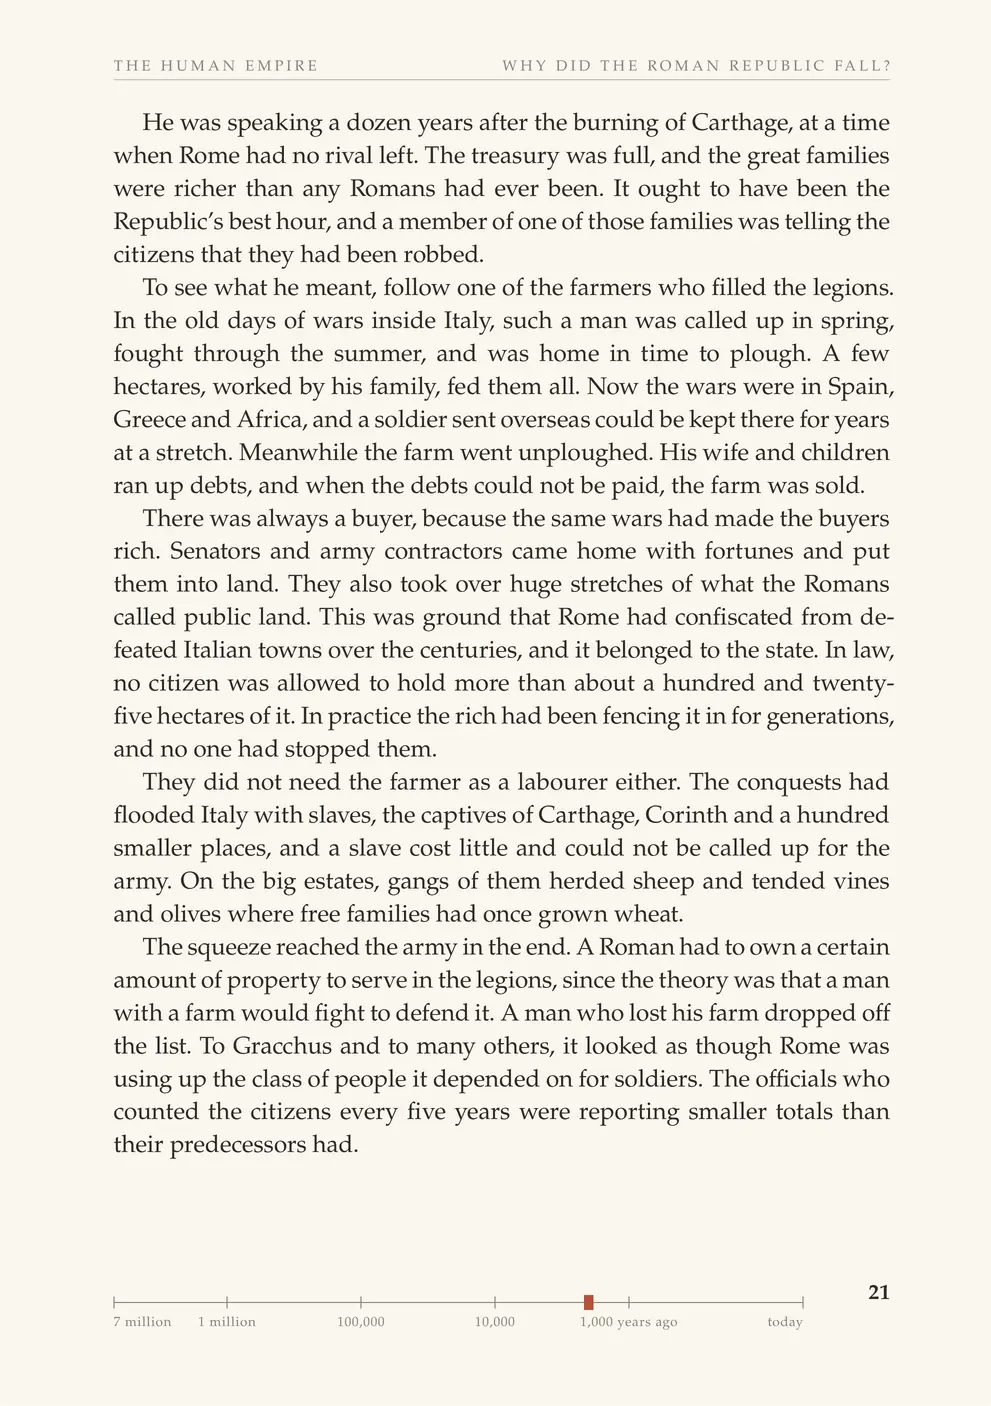 THE HUMAN EMPIRE
WHY DID THE ROMAN REPUBLIC FALL?
He was speaking a dozen years after the burning of Carthage, at a time
when Rome had no rival left. The treasury was full, and the great families
were richer than any Romans had ever been. It ought to have been the
Republic’s best hour, and a member of one of those families was telling the
citizens that they had been robbed.
To see what he meant, follow one of the farmers who filled the legions.
In the old days of wars inside Italy, such a man was called up in spring,
fought through the summer, and was home in time to plough. A few
hectares, worked by his family, fed them all. Now the wars were in Spain,
Greece and Africa, and a soldier sent overseas could be kept there for years
at a stretch. Meanwhile the farm went unploughed. His wife and children
ran up debts, and when the debts could not be paid, the farm was sold.
There was always a buyer, because the same wars had made the buyers
rich. Senators and army contractors came home with fortunes and put
them into land. They also took over huge stretches of what the Romans
called public land. This was ground that Rome had confiscated from de-
feated Italian towns over the centuries, and it belonged to the state. In law,
no citizen was allowed to hold more than about a hundred and twenty-
five hectares of it. In practice the rich had been fencing it in for generations,
and no one had stopped them.
They did not need the farmer as a labourer either. The conquests had
flooded Italy with slaves, the captives of Carthage, Corinth and a hundred
smaller places, and a slave cost little and could not be called up for the
army. On the big estates, gangs of them herded sheep and tended vines
and olives where free families had once grown wheat.
The squeeze reached the army in the end. A Roman had to own a certain
amount of property to serve in the legions, since the theory was that a man
with a farm would fight to defend it. A man who lost his farm dropped off
the list. To Gracchus and to many others, it looked as though Rome was
using up the class of people it depended on for soldiers. The officials who
counted the citizens every five years were reporting smaller totals than
their predecessors had.
21
7 million 1 million 100,000 10,000 1,000 years ago today